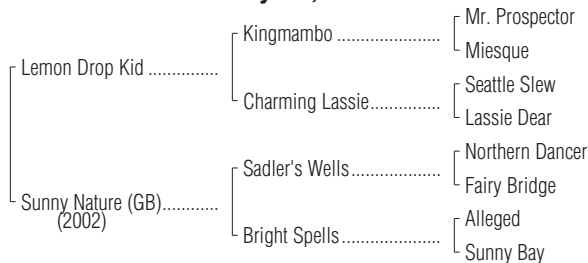 Mr. Prospector
Kingmambo ..................
Miesque
Lemon Drop Kid ...............
Seattle Slew
Charming Lassie...............
Lassie Dear
Northern Dancer
Sadler's Wells...................
Fairy Bridge
Sunny Nature (GB)............
(2002)
Alleged
Bright Spells.....................
Sunny Bay